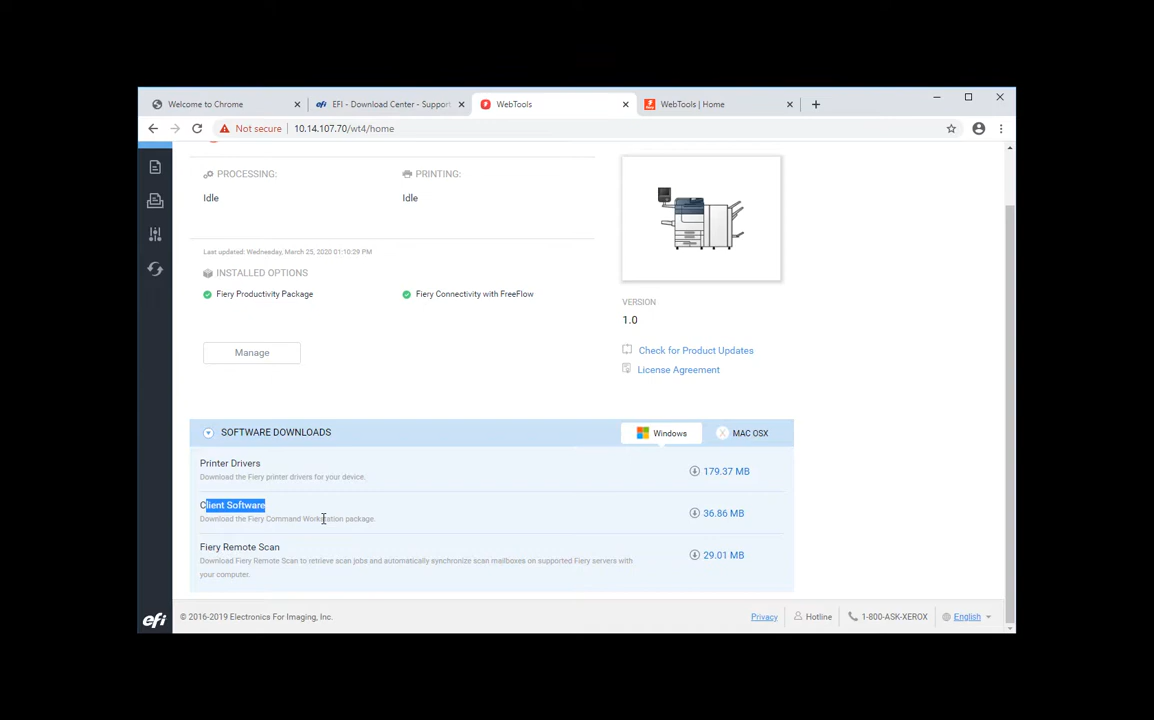 Welcome to Chrome
EFI - Download Center - Support
WebTools
WebTools | Home
Not secure
10.14.107.70/wt4/home
PROCESSING:
PRINTING:
Idle
Idle
Last updated: Wednesday, March 25, 2020 01:10:29 PM
INSTALLED OPTIONS
Fiery Productivity Package
Fiery Connectivity with FreeFlow
VERSION
1.0
Manage
Check for Product Updates
License Agreement
SOFTWARE DOWNLOADS
Windows
X MAC OSX
Printer Drivers
Download the Fiery printer drivers for your device.
179.37 MB
Client Software
Download the Fiery Command Workstation package.
36.86 MB
Fiery Remote Scan
Download Fiery Remote Scan to retrieve scan jobs and automatically synchronize scan mailboxes on supported Fiery servers with
your computer.
29.01 MB
efi
© 2016-2019 Electronics For Imaging, Inc.
Privacy
Hotline
1-800-ASK-XEROX
English